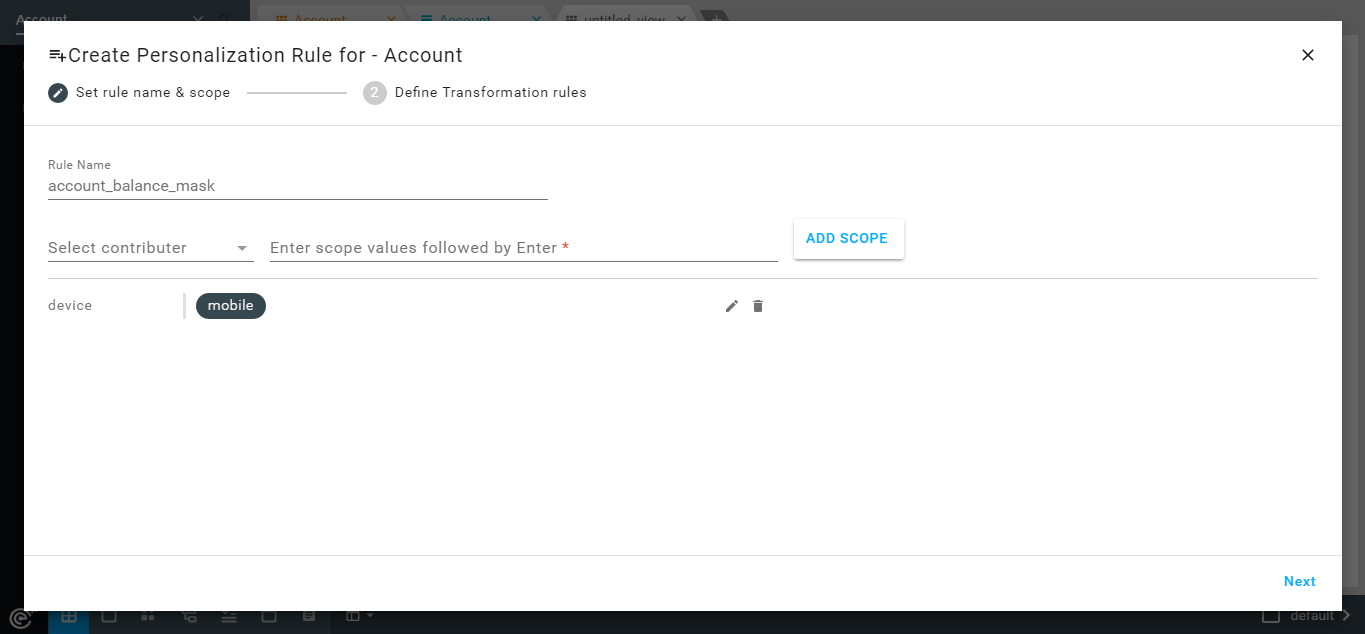 Account
Account
Account
untitled_view
Create Personalization Rule for - Account
Set rule name & scope
2
Define Transformation rules
Rule Name
account_balance_mask
Select contributer
Enter scope values followed by Enter *
ADD SCOPE
device
mobile
Next
default